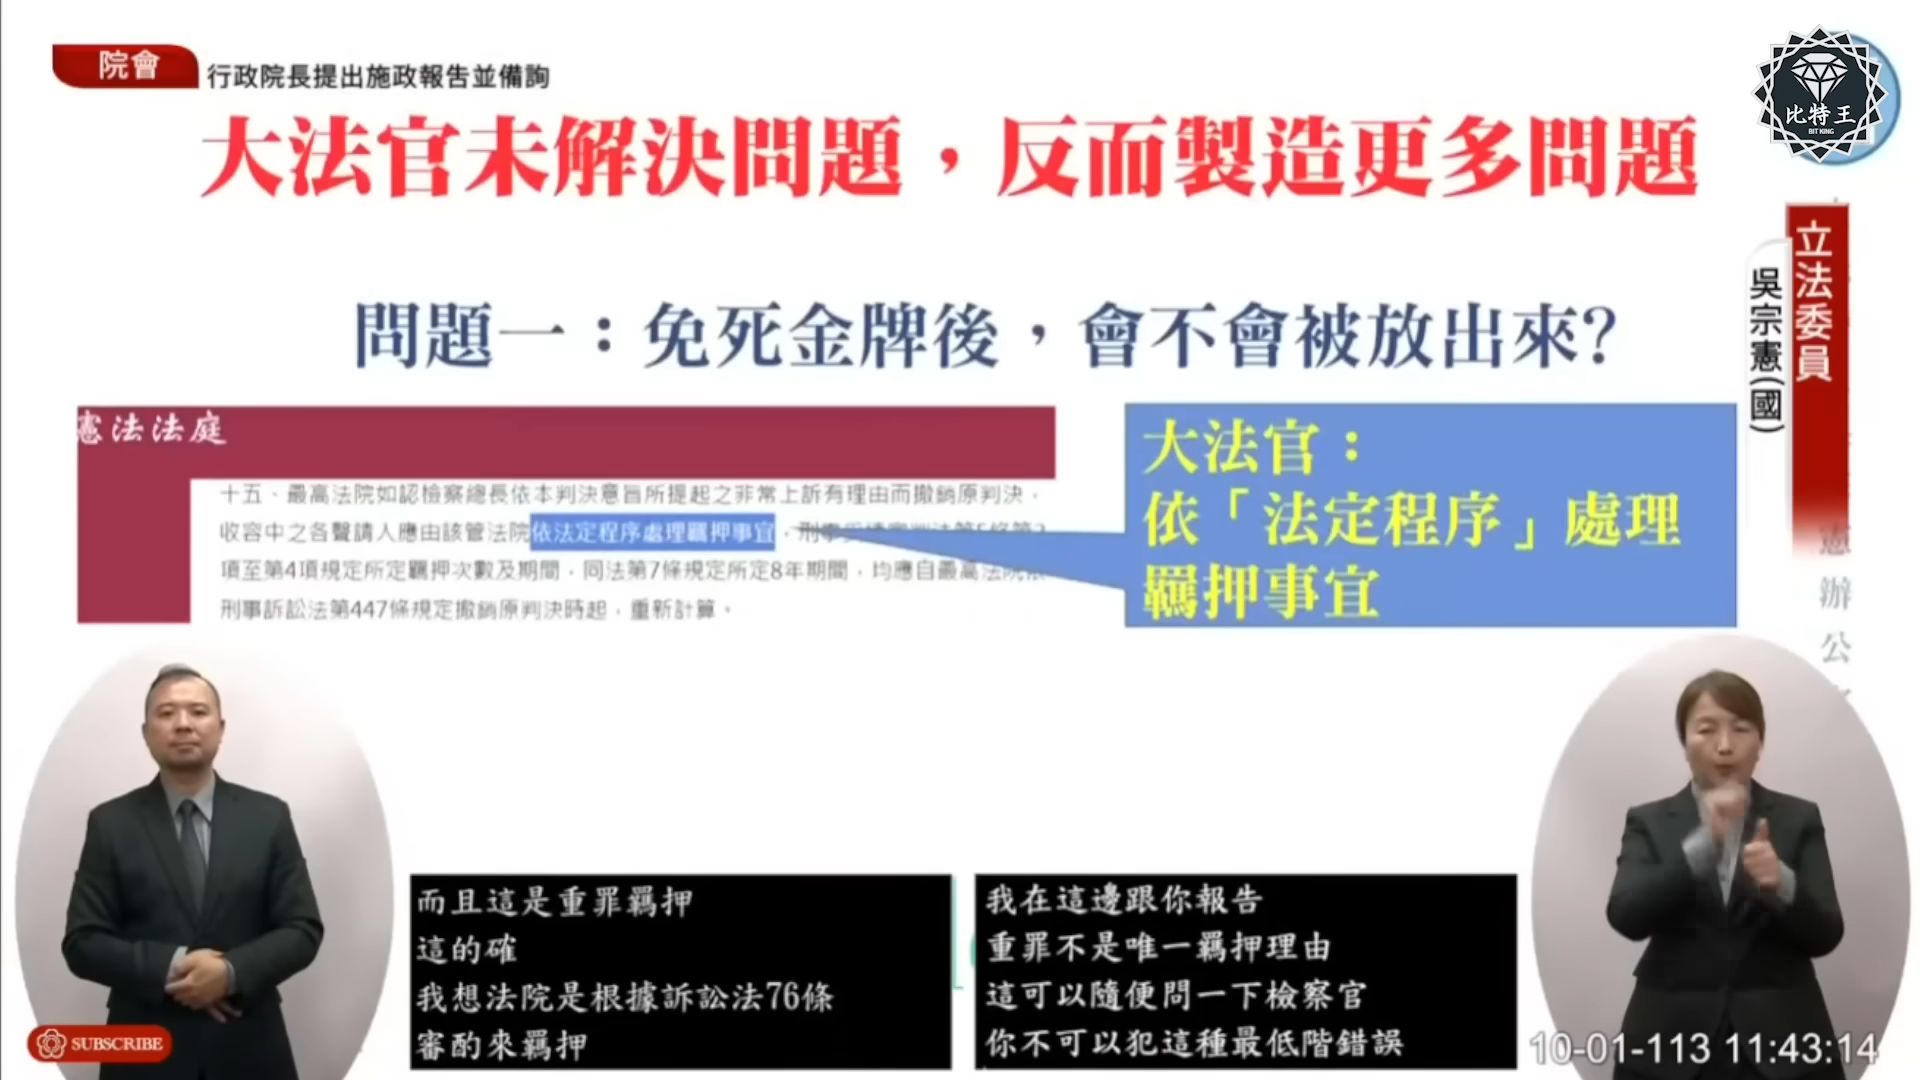 院會
行政院長提出施政報告並備詢
比特王
BIT KING
大法官未解決問題，反而製造更多問題
立法委員
吳宗憲(國)
問題一：免死金牌後，會不會被放出來?
憲法法庭
十五、最高法院如認檢察總長依本判決意旨所提起之非常上訴有理由而撤銷原判決，
收容中之各聲請人應由該管法院依法定程序處理羈押事宜，刑事妥速審判法第5條第
項至第4項規定所定羈押次數及期間，同法第7條規定所定8年期間，均應自最高法院依
刑事訴訟法第447條規定撤銷原判決時起，重新計算。
大法官：
依「法定程序」處理
羈押事宜
憲辦公
而且這是重罪羈押
這的確
我想法院是根據訴訟法76條
審酌來羈押
我在這邊跟你報告
重罪不是唯一羈押理由
這可以隨便問一下檢察官
你不可以犯這種最低階錯誤
SUBSCRIBE
10-01-113 11:43:14